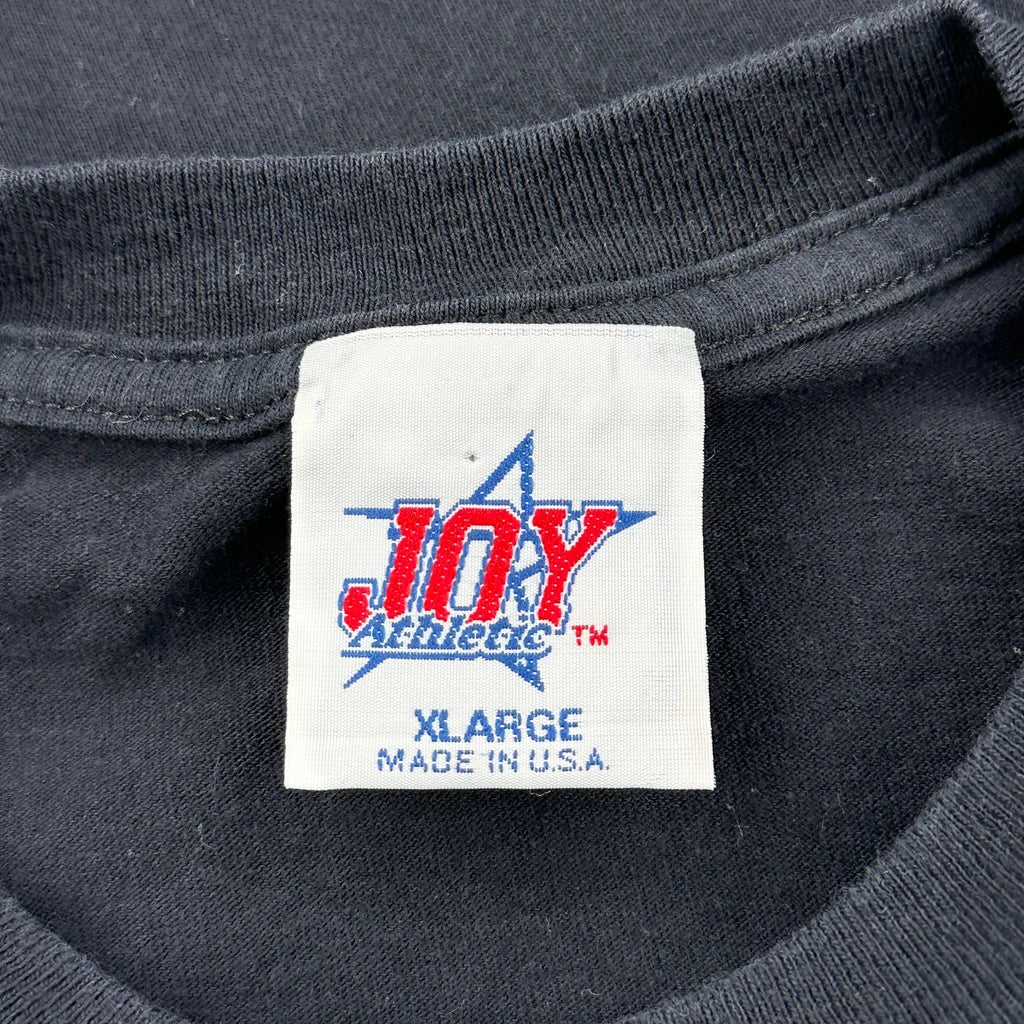 JOY
Athletic TM
XLARGE
MADE IN U.S.A.